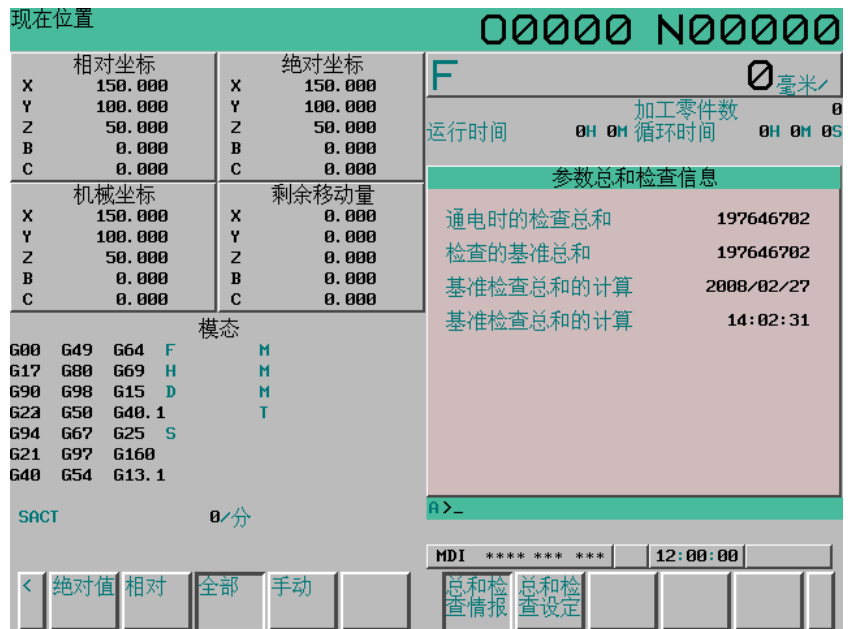 现在位置
O0000 N00000
相对坐标
X 150.000
Y 100.000
Z 50.000
B 0.000
C 0.000
绝对坐标
X 150.000
Y 100.000
Z 50.000
B 0.000
C 0.000
机械坐标
X 150.000
Y 100.000
Z 50.000
B 0.000
C 0.000
剩余移动量
X 0.000
Y 0.000
Z 0.000
B 0.000
C 0.000
模态
G00 G49 G64 F M
G17 G80 G69 H M
G90 G98 G15 D M
G23 G50 G40.1 T
G94 G67 G25 S
G21 G97 G160
G40 G54 G13.1
SACT 0/分
F 0毫米/
加工零件数 0
运行时间 0H 0M 循环时间 0H 0M 0S
参数总和检查信息
通电时的检查总和 197646702
检查的基准总和 197646702
基准检查总和的计算 2008/02/27
基准检查总和的计算 14:02:31
A>_
MDI **** *** *** 12:00:00
< 绝对值 相对 全部 手动
总和检查情报 总和检查设定